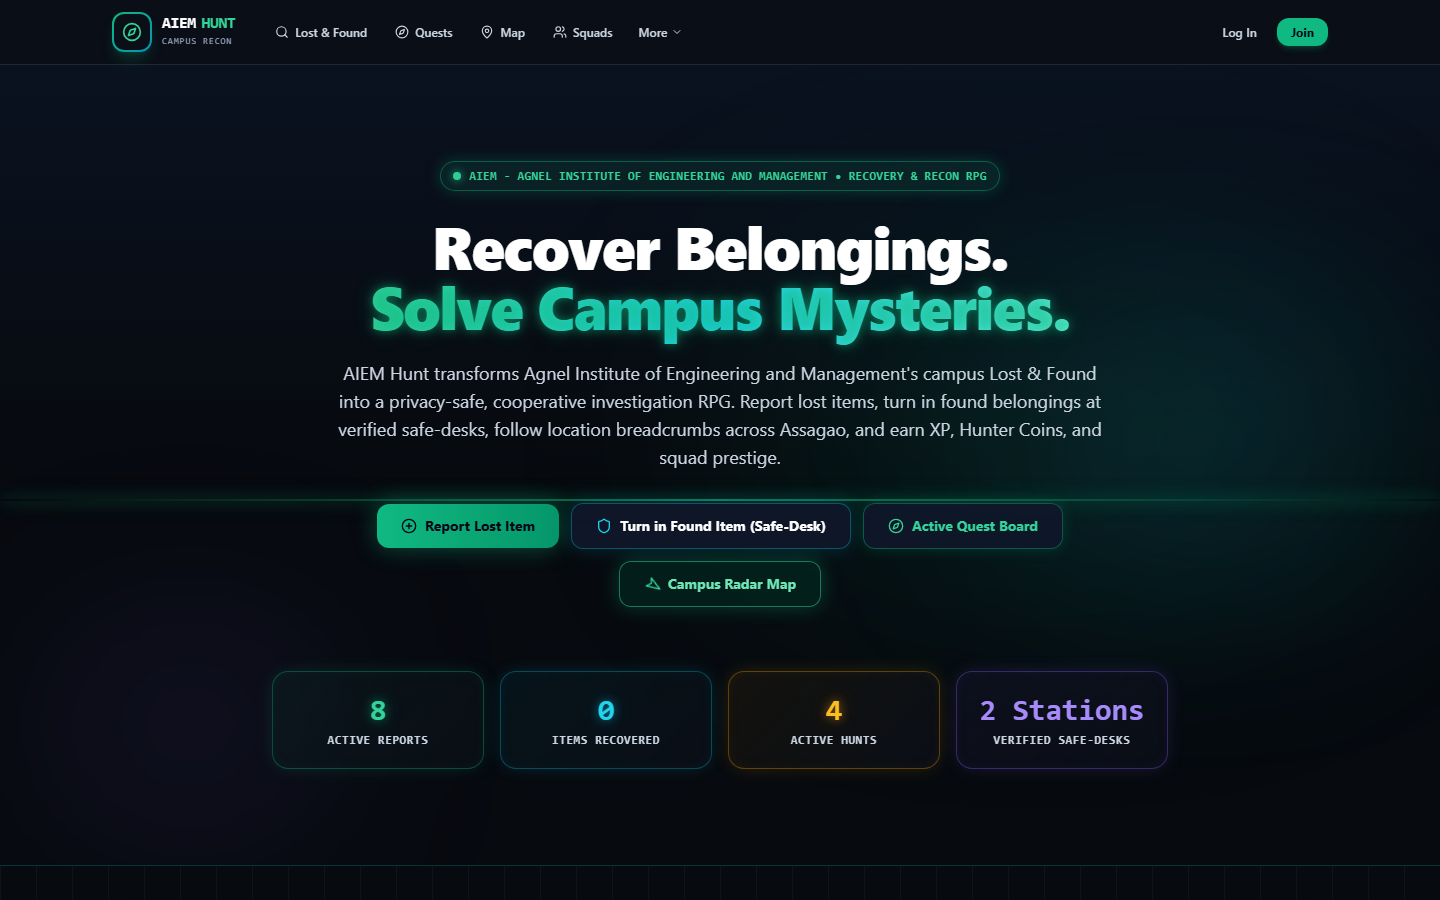 AIEM HUNT
CAMPUS RECON
Lost & Found
Quests
Map
Squads
More
Log In
Join
AIEM - AGNEL INSTITUTE OF ENGINEERING AND MANAGEMENT • RECOVERY & RECON RPG
Recover Belongings.
Solve Campus Mysteries.
AIEM Hunt transforms Agnel Institute of Engineering and Management's campus Lost & Found
into a privacy-safe, cooperative investigation RPG. Report lost items, turn in found belongings at
verified safe-desks, follow location breadcrumbs across Assagao, and earn XP, Hunter Coins, and
squad prestige.
Report Lost Item
Turn in Found Item (Safe-Desk)
Active Quest Board
Campus Radar Map
8
ACTIVE REPORTS
0
ITEMS RECOVERED
4
ACTIVE HUNTS
2 Stations
VERIFIED SAFE-DESKS